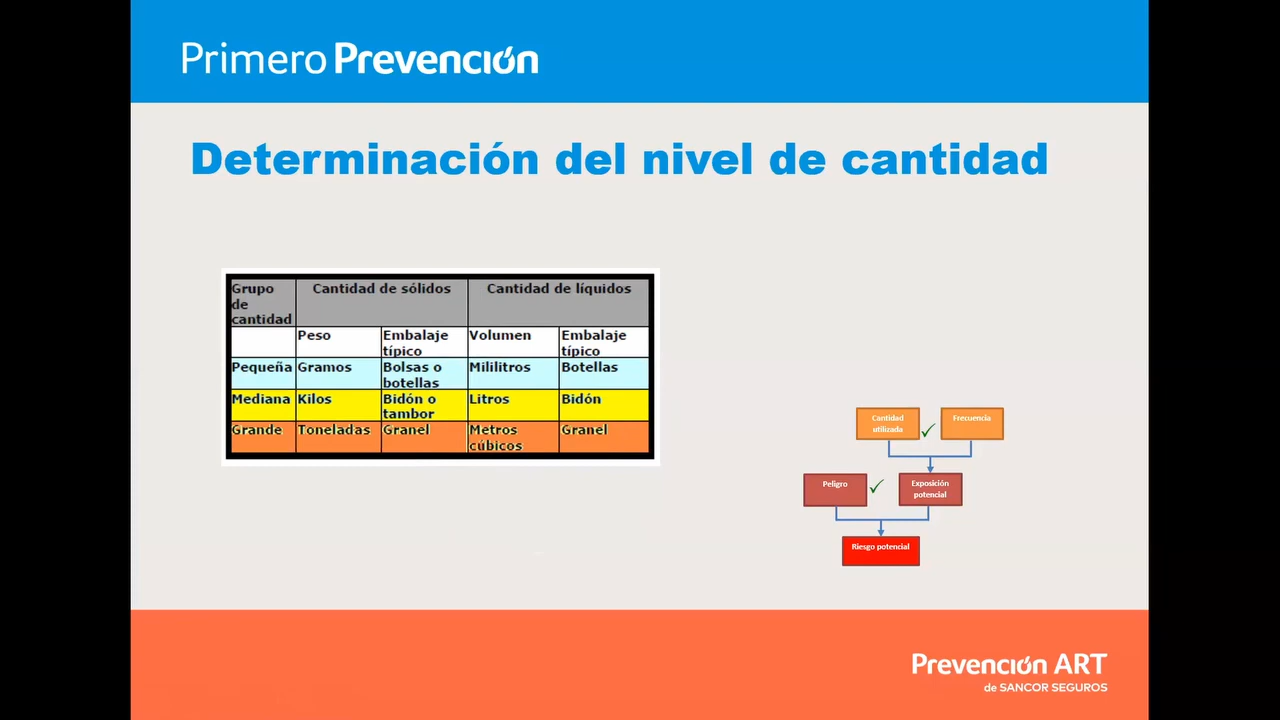 Primero Prevención
Determinación del nivel de cantidad
Grupo de cantidad Cantidad de sólidos Cantidad de líquidos
Peso Embalaje típico Volumen Embalaje típico
Pequeña Gramos Bolsas o botellas Mililitros Botellas
Mediana Kilos Bidón o tambor Litros Bidón
Grande Toneladas Granel Metros cúbicos Granel
Cantidad utilizada
Frecuencia
Peligro
Exposición potencial
Riesgo potencial
Prevención ART
de SANCOR SEGUROS